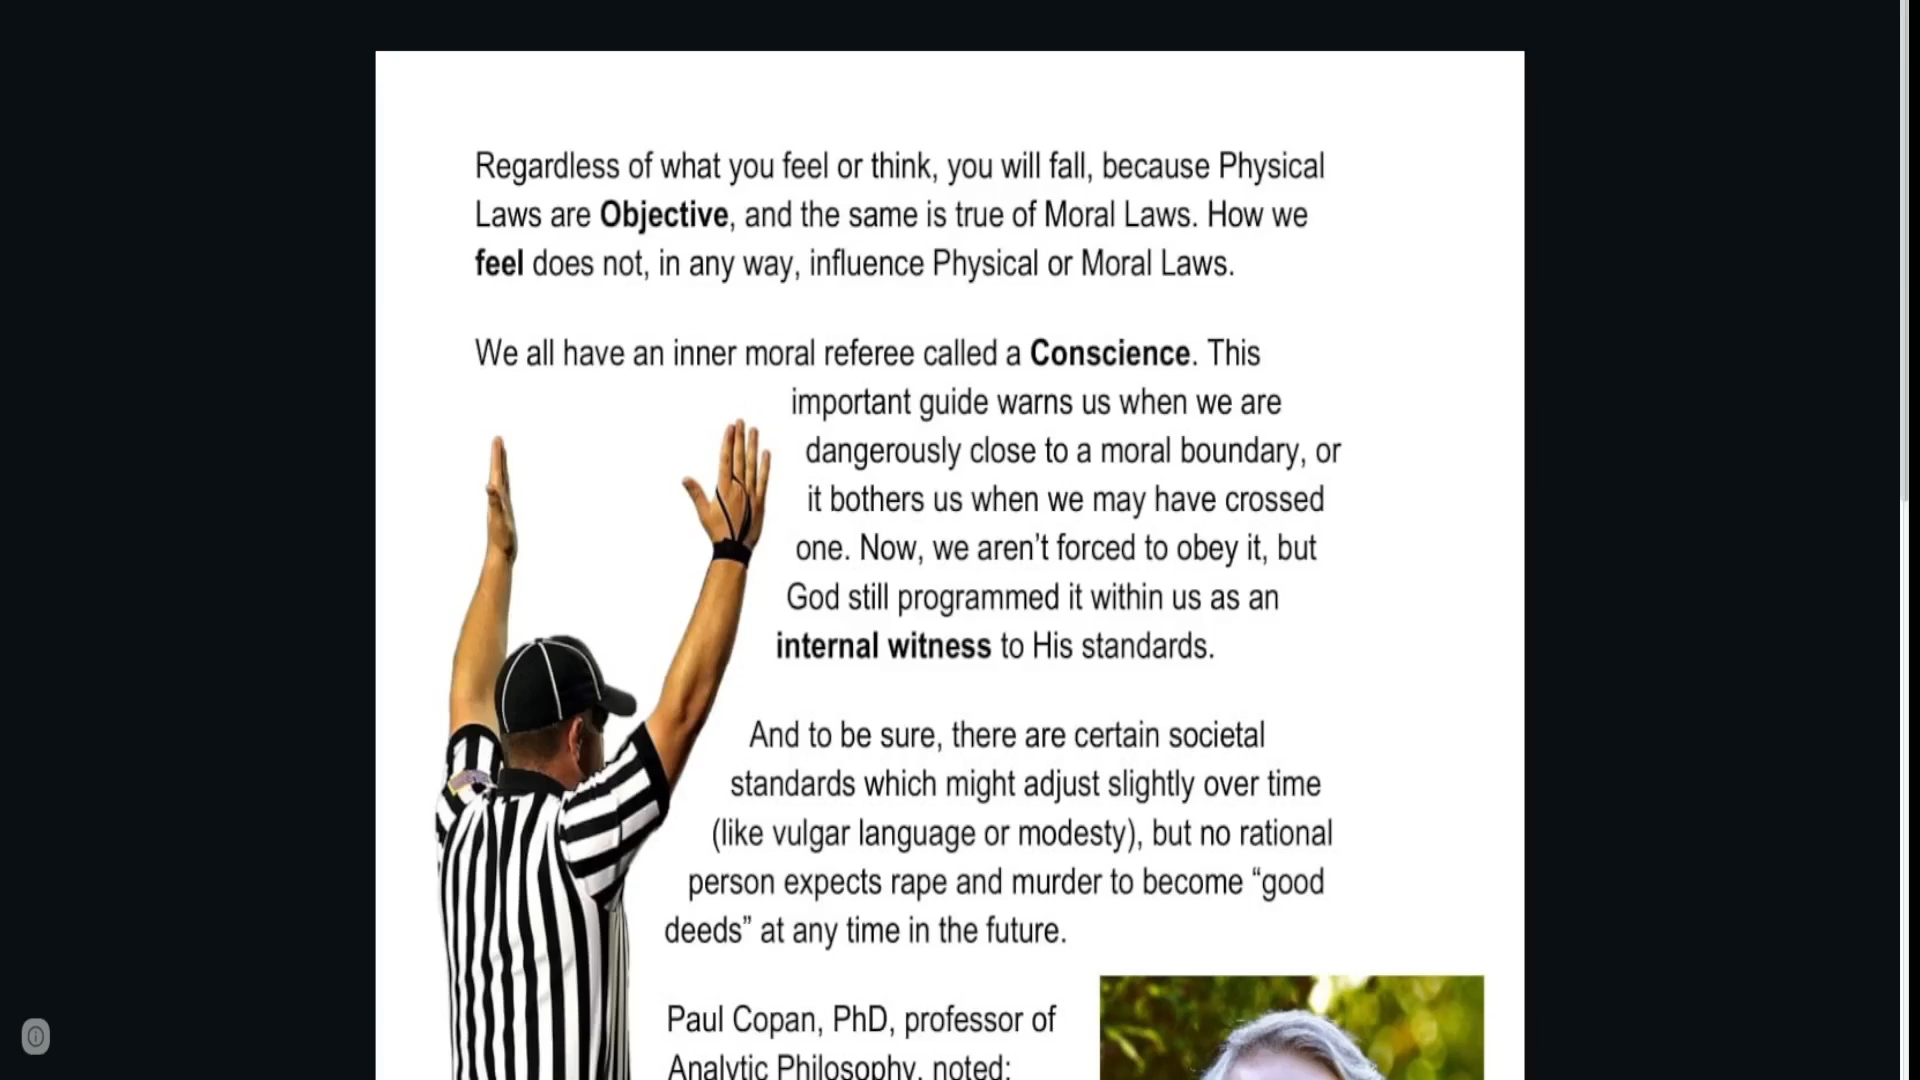 Regardless of what you feel or think, you will fall, because Physical
Laws are Objective, and the same is true of Moral Laws. How we
feel does not, in any way, influence Physical or Moral Laws.
We all have an inner moral referee called a Conscience. This
important guide warns us when we are
dangerously close to a moral boundary, or
it bothers us when we may have crossed
one. Now, we aren’t forced to obey it, but
God still programmed it within us as an
internal witness to His standards.
And to be sure, there are certain societal
standards which might adjust slightly over time
(like vulgar language or modesty), but no rational
person expects rape and murder to become “good
deeds” at any time in the future.
Paul Copan, PhD, professor of
Analytic Philosophy, noted: